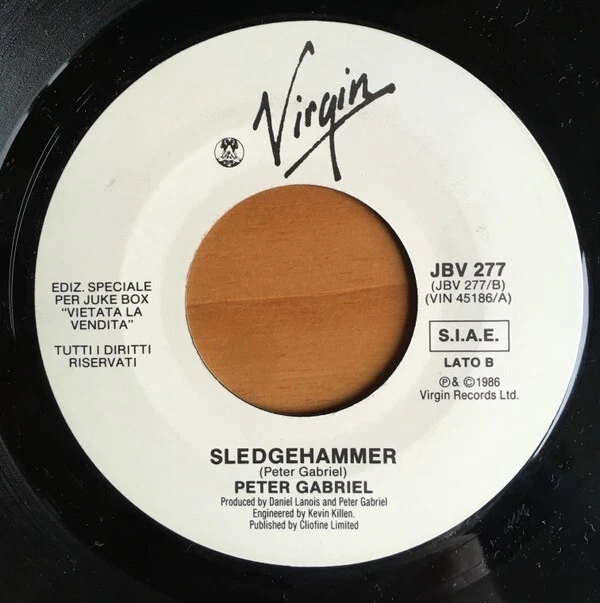 Virgin
EDIZ. SPECIALE
PER JUKE BOX
"VIETATA LA
VENDITA"
TUTTI I DIRITTI
RISERVATI
JBV 277
(JBV 277/B)
(VIN 45186/A)
S.I.A.E.
LATO B
℗& ©1986
Virgin Records Ltd.
SLEDGEHAMMER
(Peter Gabriel)
PETER GABRIEL
Produced by Daniel Lanois and Peter Gabriel
Engineered by Kevin Killen.
Published by Cliofine Limited